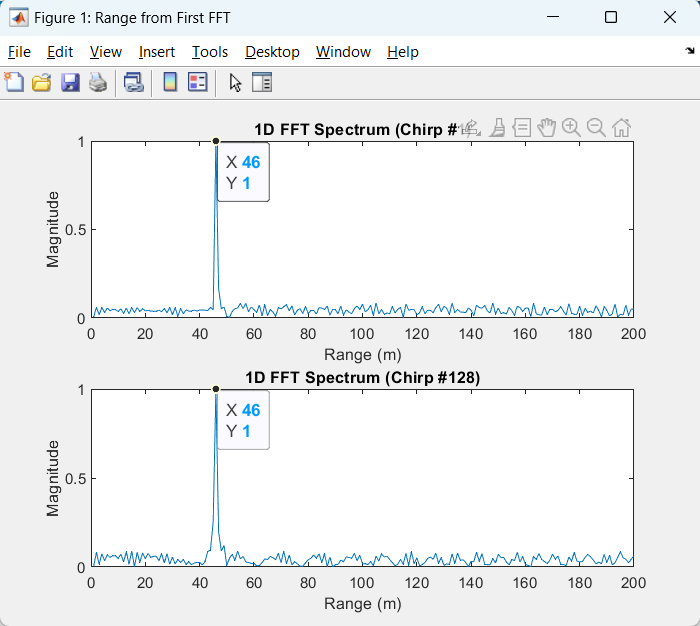 Figure 1: Range from First FFT
File Edit View Insert Tools Desktop Window Help
1D FFT Spectrum (Chirp #
X 46
Y 1
1
0.5
0
Magnitude
0 20 40 60 80 100 120 140 160 180 200
Range (m)
1D FFT Spectrum (Chirp #128)
X 46
Y 1
1
0.5
0
Magnitude
0 20 40 60 80 100 120 140 160 180 200
Range (m)